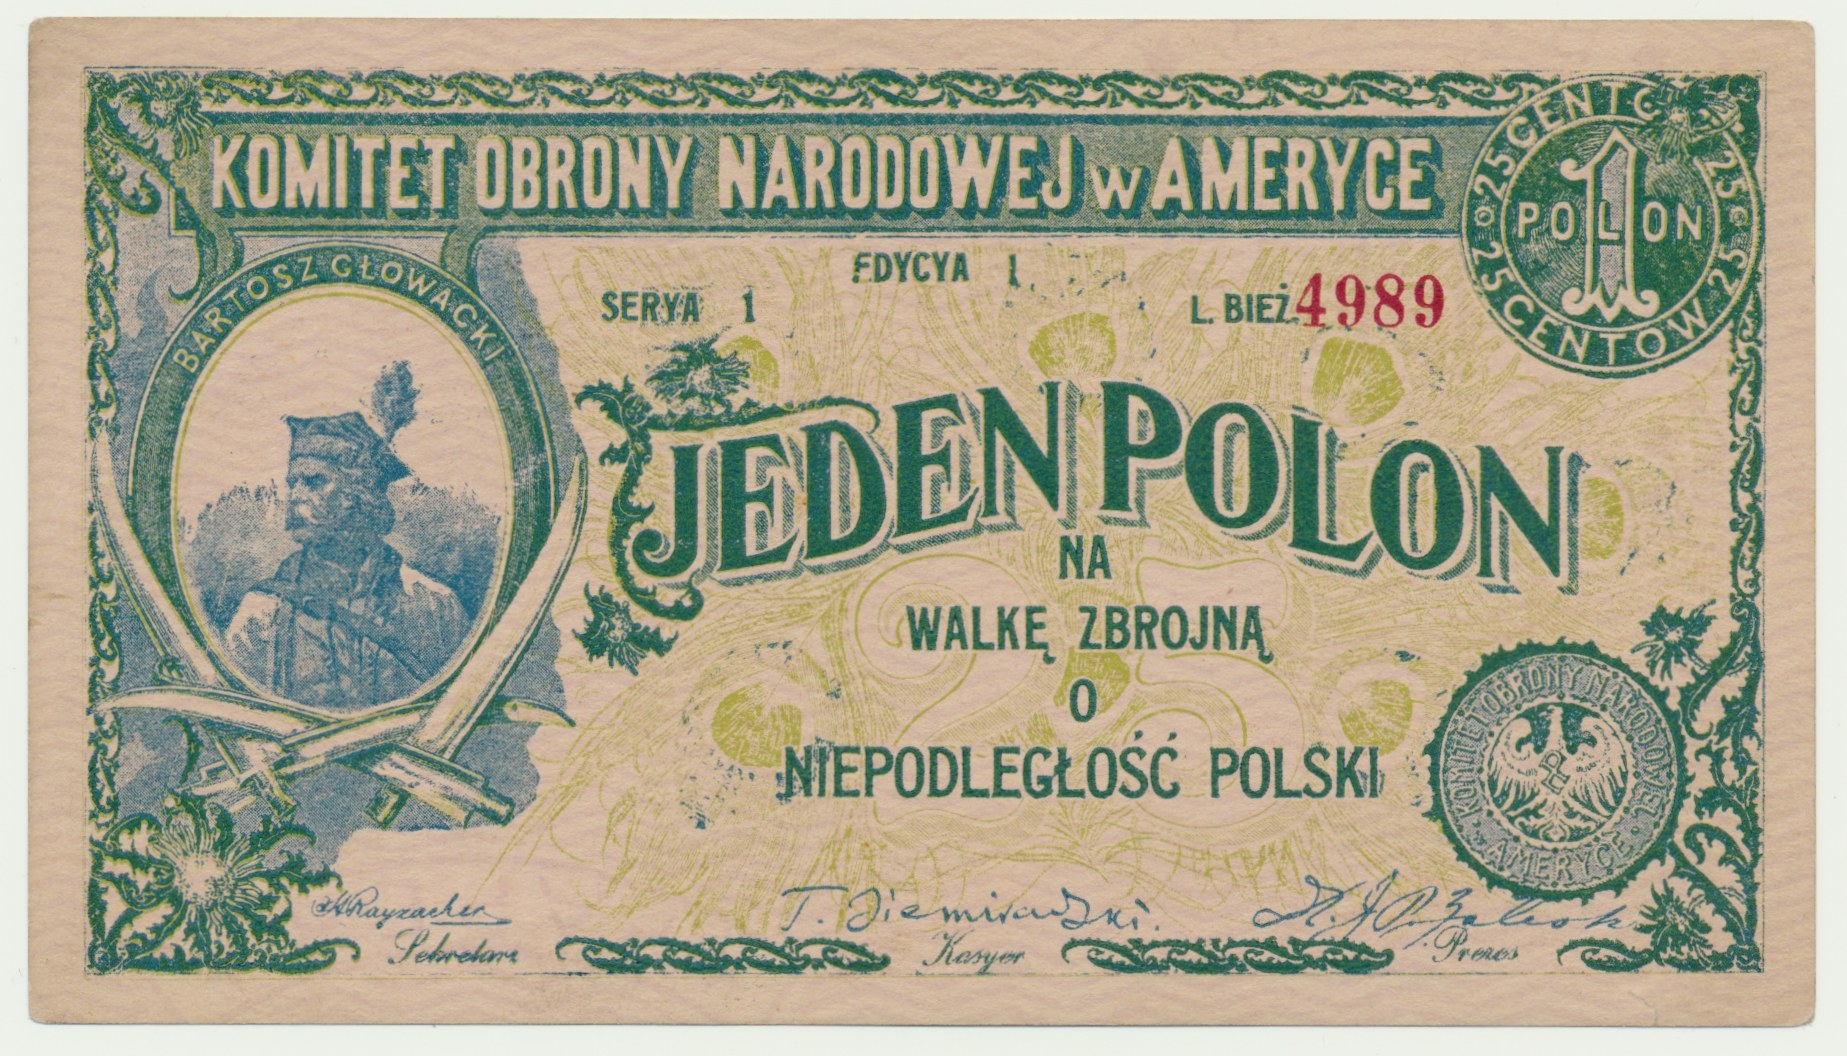 KOMITET OBRONY NARODOWEJ w AMERYCE
25 CENTÓW 25 CENTÓW 25
1
POLON
EDYCYA 1
SERYA 1
L. BIEŻ 4989
BARTOSZ GŁOWACKI
JEDEN POLON
NA
WALKĘ ZBROJNĄ
O
NIEPODLEGŁOŚĆ POLSKI
25
KOMITET OBRONY NARODOWEJ
AMERYCE
T. Siemiradzki.
Sekretarz
Kasyer
Prezes